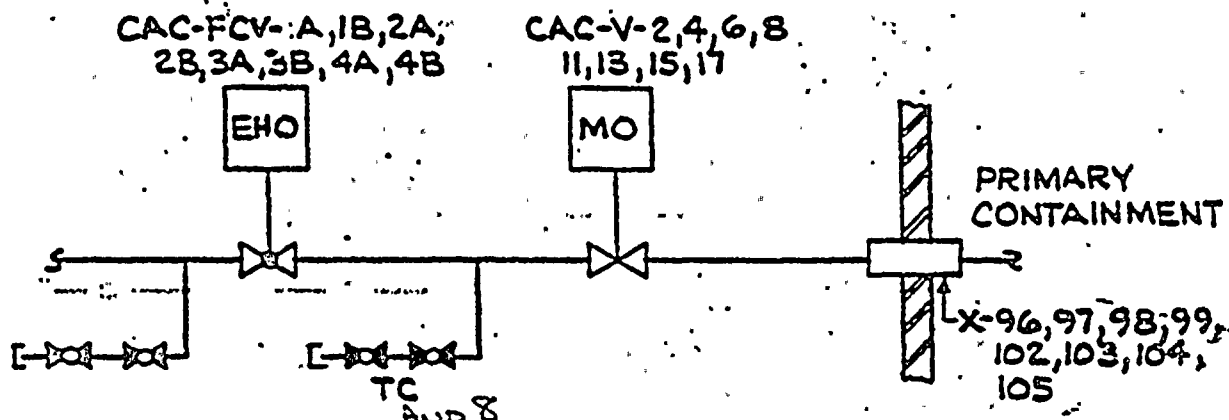 CAC-FCV-:A,1B,2A,
2B,3A,3B,4A,4B
CAC-V-2,4,6,8
11,13,15,17
EHO
MO
PRIMARY
CONTAINMENT
X-96,97,98,99,
102,103,104,
105
TC
AND 8